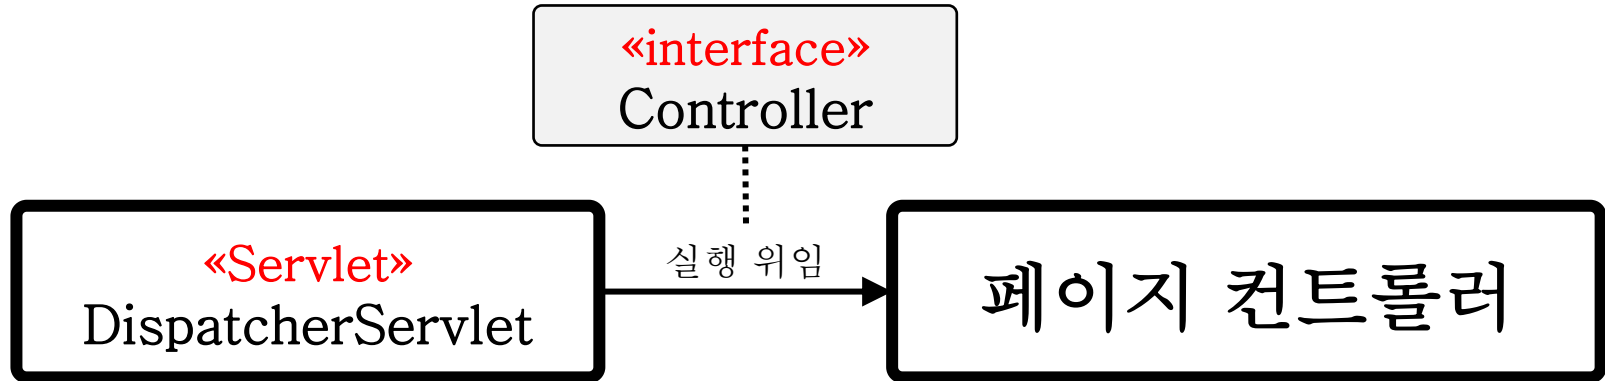 «interface»
Controller
«Servlet»
DispatcherServlet
실행 위임
페이지 컨트롤러